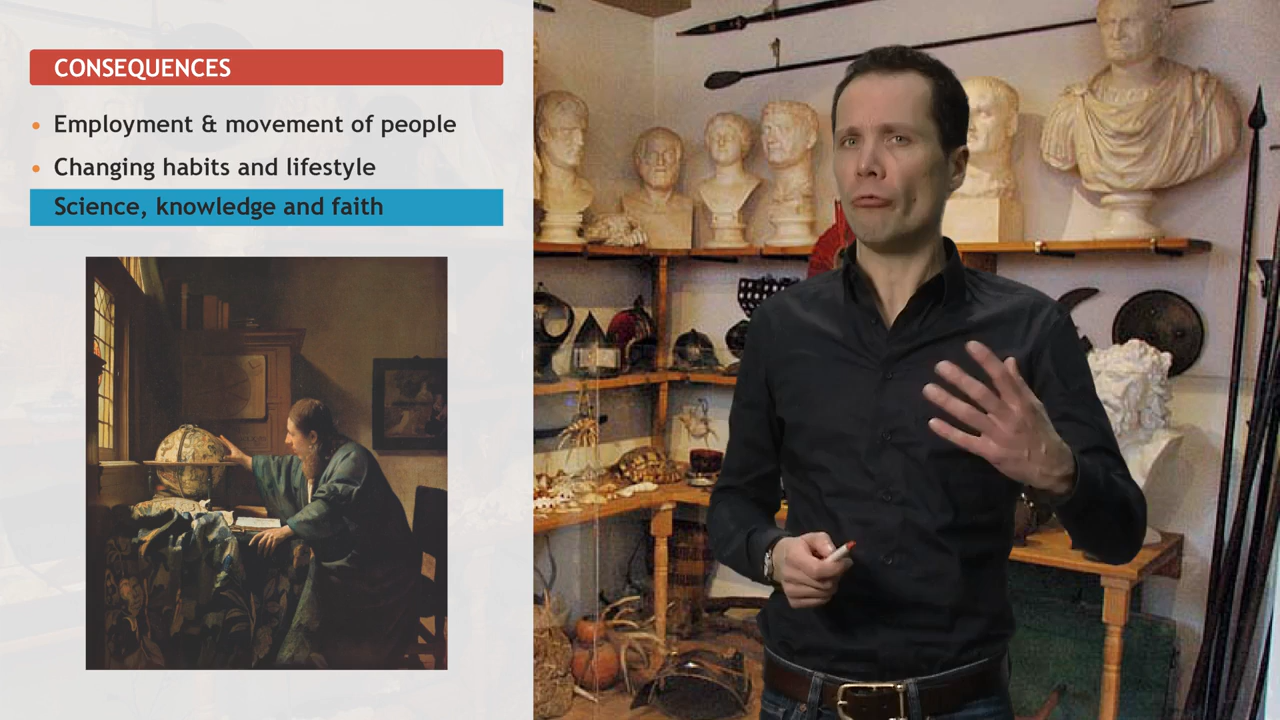 CONSEQUENCES
• Employment & movement of people
• Changing habits and lifestyle
Science, knowledge and faith